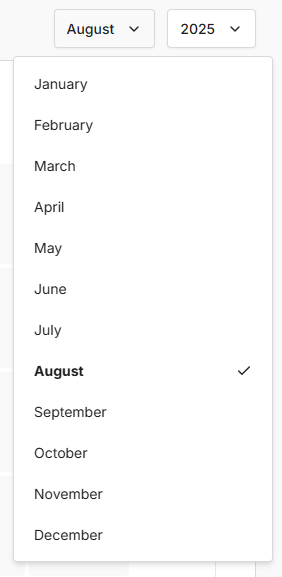 August 2025
January
February
March
April
May
June
July
August
September
October
November
December